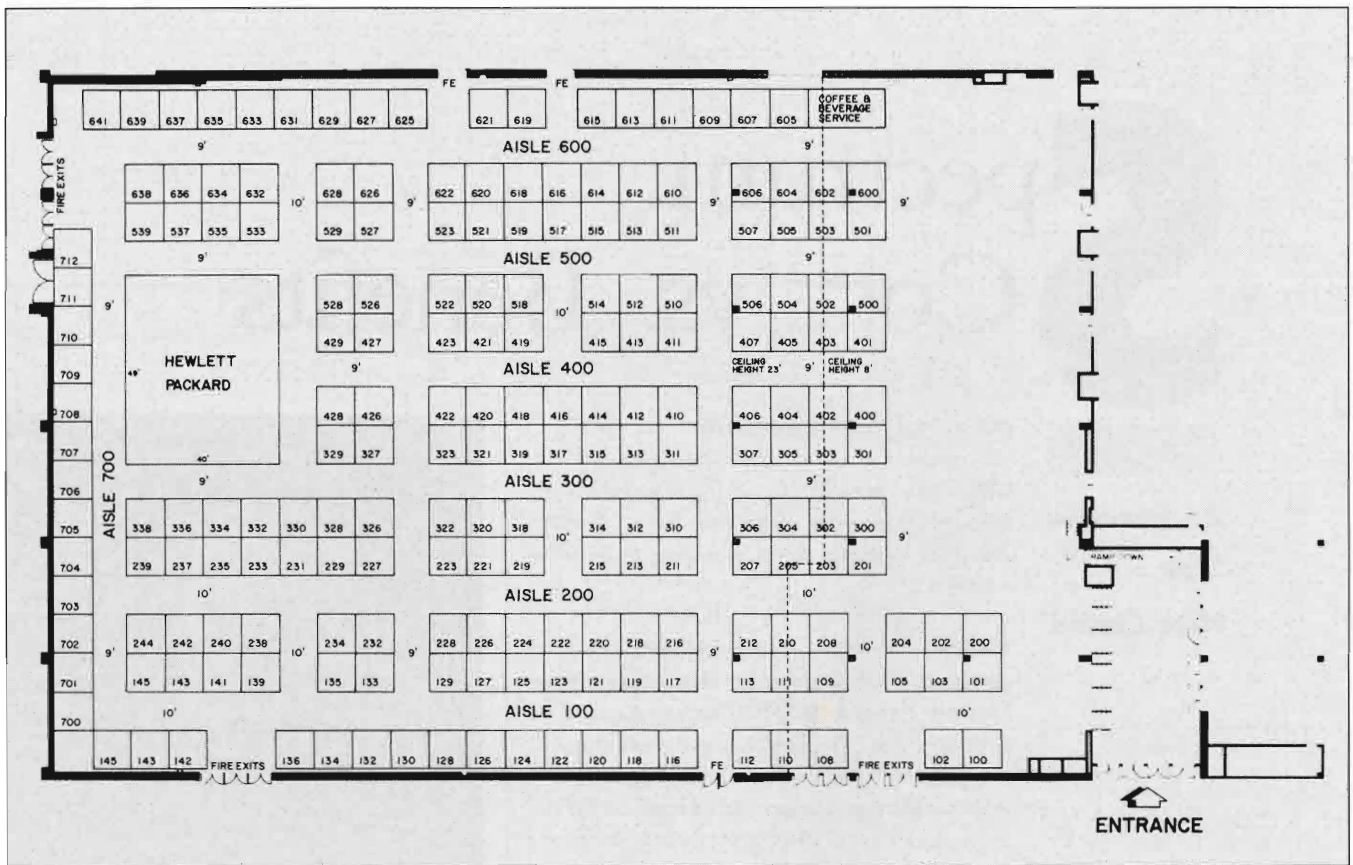 FE FE
COFFEE &
BEVERAGE
SERVICE
641 639 637 635 633 631 629 627 625 621 619 615 613 611 609 607 605
9' AISLE 600 9'
FIRE EXITS
638 636 634 632 10' 628 626 9' 622 620 618 616 614 612 610 9' 606 604 602 600 9'
539 537 535 533 529 527 523 521 519 517 515 513 511 507 505 503 501
9' AISLE 500 9'
712
711 9' 528 526 522 520 518 10' 514 512 510 506 504 502 500
710 429 427 423 421 419 415 413 411 407 405 403 401
HEWLETT
PACKARD
49'
40'
709 9' AISLE 400 CEILING HEIGHT 23' 9' CEILING HEIGHT 8'
708 428 426 422 420 418 416 414 412 410 406 404 402 400
707 329 327 323 321 319 317 315 313 311 307 305 303 301
AISLE 700
706 9' AISLE 300 9'
705 338 336 334 332 330 328 326 322 320 318 10' 314 312 310 306 304 302 300 9'
RAMP DOWN
704 239 237 235 233 231 229 227 223 221 219 215 213 211 207 205 203 201
703 10' AISLE 200 10'
702 9' 244 242 240 238 10' 234 232 9' 228 226 224 222 220 218 216 9' 212 210 208 10' 204 202 200
701 145 143 141 139 135 133 129 127 125 123 121 119 117 113 111 109 105 103 101
700 10' AISLE 100 10'
145 143 142 FIRE EXITS 136 134 132 130 128 126 124 122 120 118 116 FE 112 110 108 FIRE EXITS 102 100
ENTRANCE